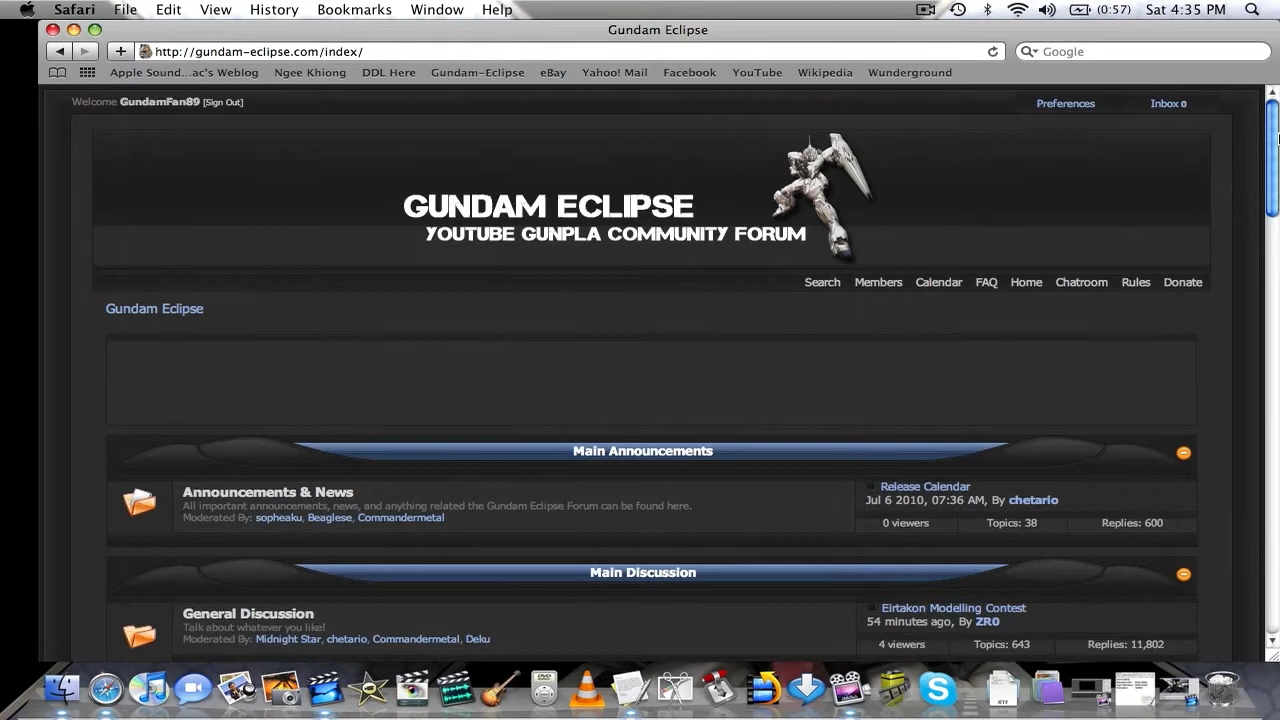 Safari File Edit View History Bookmarks Window Help (0:57) Sat 4:35 PM
Gundam Eclipse
http://gundam-eclipse.com/index/ Google
Apple Sound...ac's Weblog Ngee Khiong DDL Here Gundam-Eclipse eBay Yahoo! Mail Facebook YouTube Wikipedia Wunderground
Welcome GundamFan89 [Sign Out] Preferences Inbox 0
GUNDAM ECLIPSE
YOUTUBE GUNPLA COMMUNITY FORUM
Search Members Calendar FAQ Home Chatroom Rules Donate
Gundam Eclipse
Main Announcements
Announcements & News
All important announcements, news, and anything related the Gundam Eclipse Forum can be found here.
Moderated By: sopheaku, Beaglese, Commandermetal
Release Calendar
Jul 6 2010, 07:36 AM, By chetario
0 viewers Topics: 38 Replies: 600
Main Discussion
General Discussion
Talk about whatever you like!
Moderated By: Midnight Star, chetario, Commandermetal, Deku
Eirtakon Modelling Contest
54 minutes ago, By ZR0
4 viewers Topics: 643 Replies: 11,802
RTF